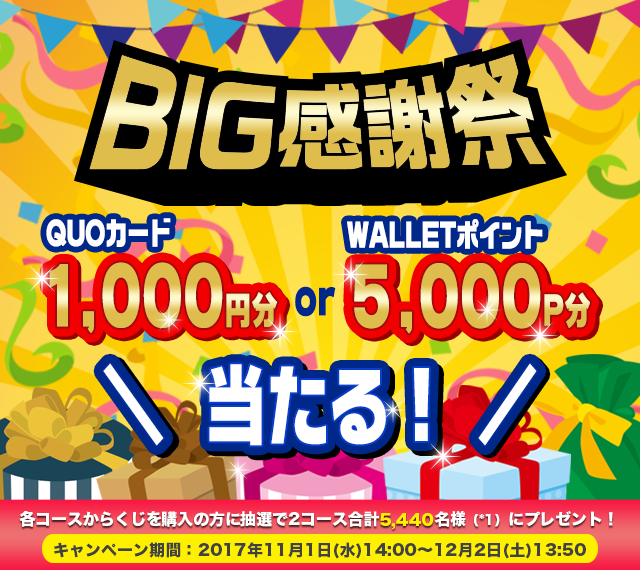 BIG感謝祭
QUOカード
WALLETポイント
1,000円分 or 5,000P分
当たる！
各コースからくじを購入の方に抽選で2コース合計5,440名様（*1）にプレゼント！
キャンペーン期間：2017年11月1日(水)14:00～12月2日(土)13:50